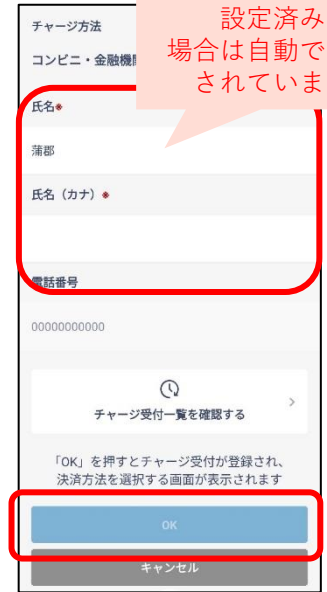 設定済み
場合は自動で
されていま
チャージ方法
コンビニ・金融機
氏名※
蒲郡
氏名（カナ）※
電話番号
00000000000
チャージ受付一覧を確認する
「OK」を押すとチャージ受付が登録され、
決済方法を選択する画面が表示されます
OK
キャンセル